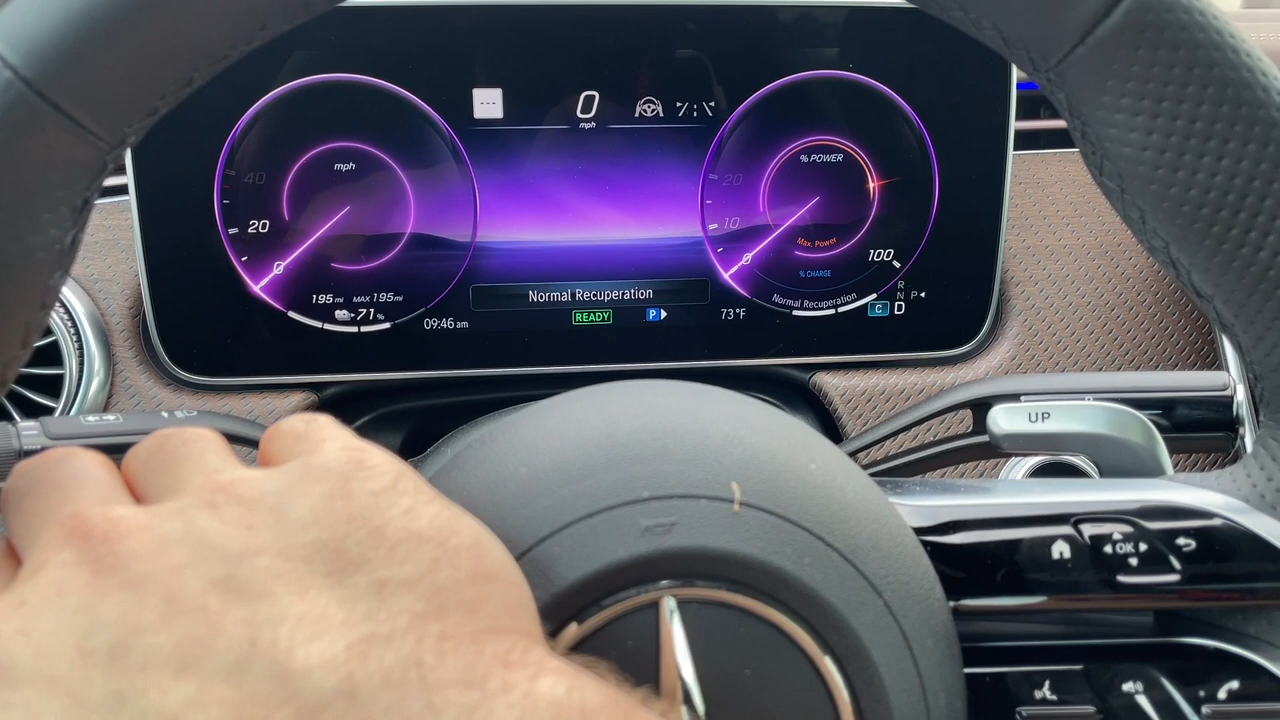 ---
0
mph
mph
40
20
0
195 mi MAX 195 mi
71 %
09:46 am
Normal Recuperation
READY
P
73 °F
% POWER
20
10
0
Max. Power
% CHARGE
100
Normal Recuperation
R
N P
C D
UP
OK